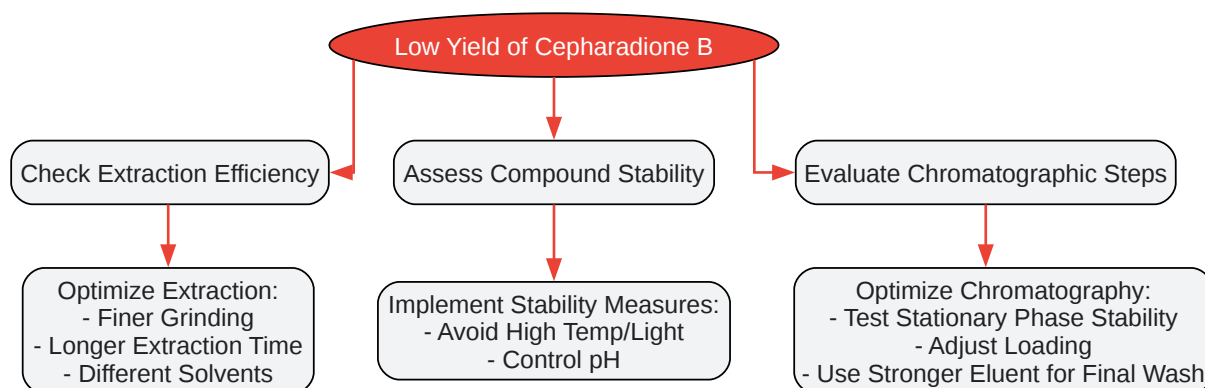 Low Yield of Cepharadione B
Check Extraction Efficiency
Assess Compound Stability
Evaluate Chromatographic Steps
Optimize Extraction:
- Finer Grinding
- Longer Extraction Time
- Different Solvents
Implement Stability Measures:
- Avoid High Temp/Light
- Control pH
Optimize Chromatography:
- Test Stationary Phase Stability
- Adjust Loading
- Use Stronger Eluent for Final Wash